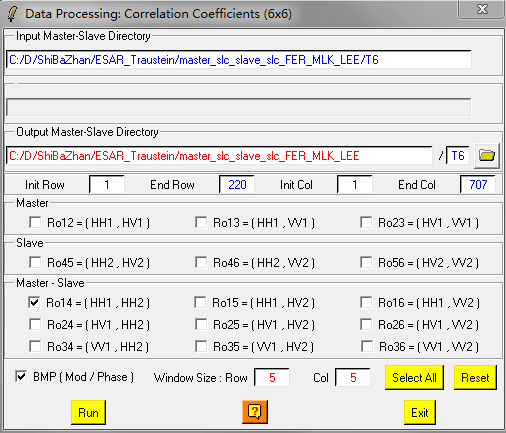 Data Processing: Correlation Coefficients (6x6)
Input Master-Slave Directory
C:/D/ShiBaZhan/ESAR_Traustein/master_slc_slave_slc_FER_MLK_LEE/T6
Output Master-Slave Directory
C:/D/ShiBaZhan/ESAR_Traustein/master_slc_slave_slc_FER_MLK_LEE / T6
Init Row 1 End Row 220 Init Col 1 End Col 707
Master
Ro12 = ( HH1 , HV1 ) Ro13 = ( HH1 , VV1 ) Ro23 = ( HV1 , VV1 )
Slave
Ro45 = ( HH2 , HV2 ) Ro46 = ( HH2 , VV2 ) Ro56 = ( HV2 , VV2 )
Master - Slave
Ro14 = ( HH1 , HH2 ) Ro15 = ( HH1 , HV2 ) Ro16 = ( HH1 , VV2 )
Ro24 = ( HV1 , HH2 ) Ro25 = ( HV1 , HV2 ) Ro26 = ( HV1 , VV2 )
Ro34 = ( VV1 , HH2 ) Ro35 = ( VV1 , HV2 ) Ro36 = ( VV1 , VV2 )
BMP ( Mod / Phase ) Window Size : Row 5 Col 5 Select All Reset
Run ? Exit